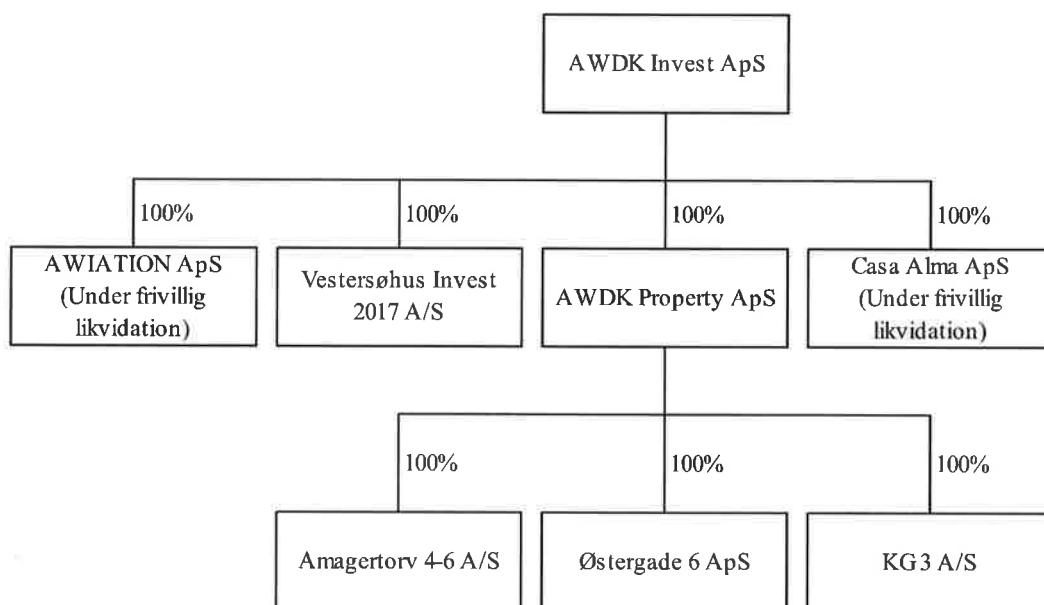 AWDK Invest ApS
100%
100%
100%
100%
AWIATION ApS
(Under frivillig
likvidation)
Vestersøhus Invest
2017 A/S
AWDK Property ApS
Casa Alma ApS
(Under frivillig
likvidation)
100%
100%
100%
Amagertorv 4-6 A/S
Østergade 6 ApS
KG3 A/S